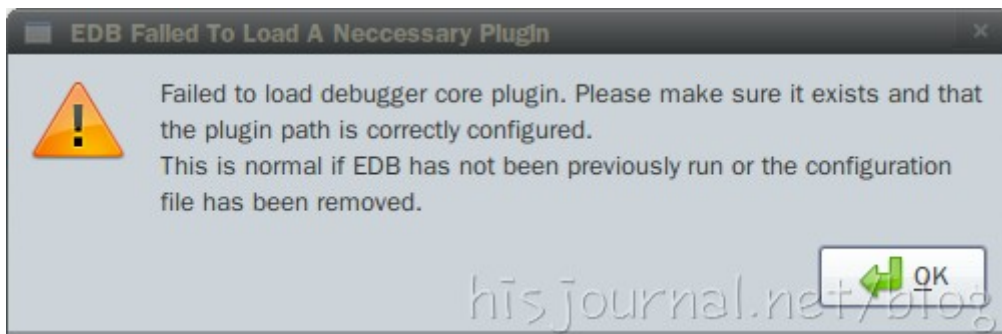 EDB Failed To Load A Neccessary PlugIn
Failed to load debugger core plugin. Please make sure it exists and that
the plugin path is correctly configured.
This is normal if EDB has not been previously run or the configuration
file has been removed.
OK
hisjournal.net/blog